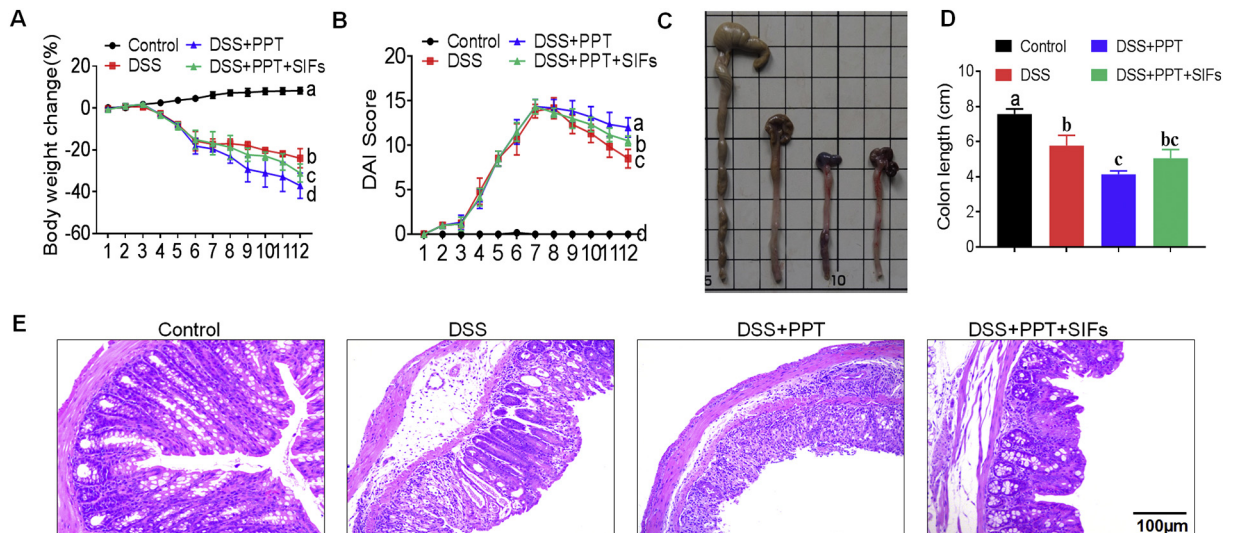 A
Control
DSS+PPT
DSS
DSS+PPT+SIFs
Body weight change(%)
20
0
-20
-40
-60
a
b
c
d
1 2 3 4 5 6 7 8 9 10 11 12
B
Control
DSS+PPT
DSS
DSS+PPT+SIFs
DAI Score
20
15
10
5
0
a
b
c
d
1 2 3 4 5 6 7 8 9 10 11 12
C
5
10
D
Control
DSS+PPT
DSS
DSS+PPT+SIFs
Colon length (cm)
10
8
6
4
2
0
a
b
c
bc
E
Control
DSS
DSS+PPT
DSS+PPT+SIFs
100μm